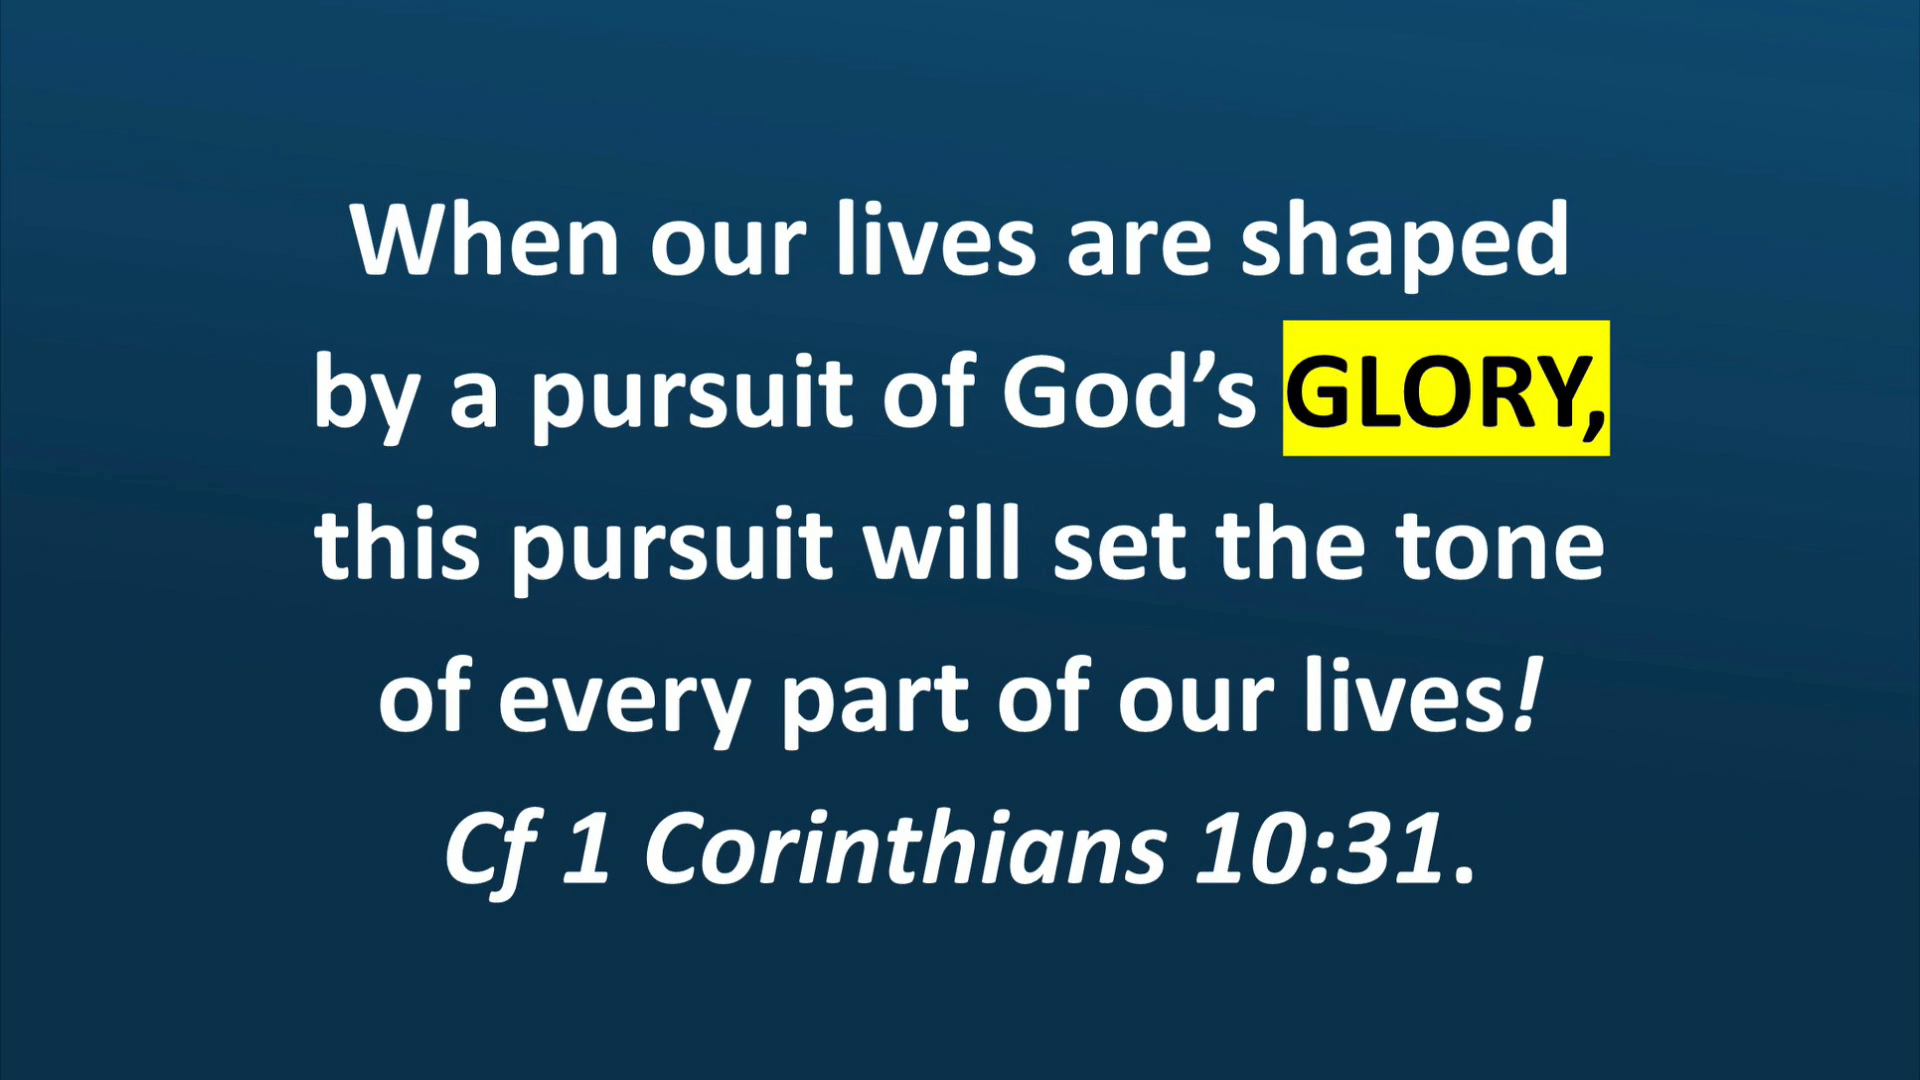 When our lives are shaped
by a pursuit of God’s GLORY,
this pursuit will set the tone
of every part of our lives!
Cf 1 Corinthians 10:31.